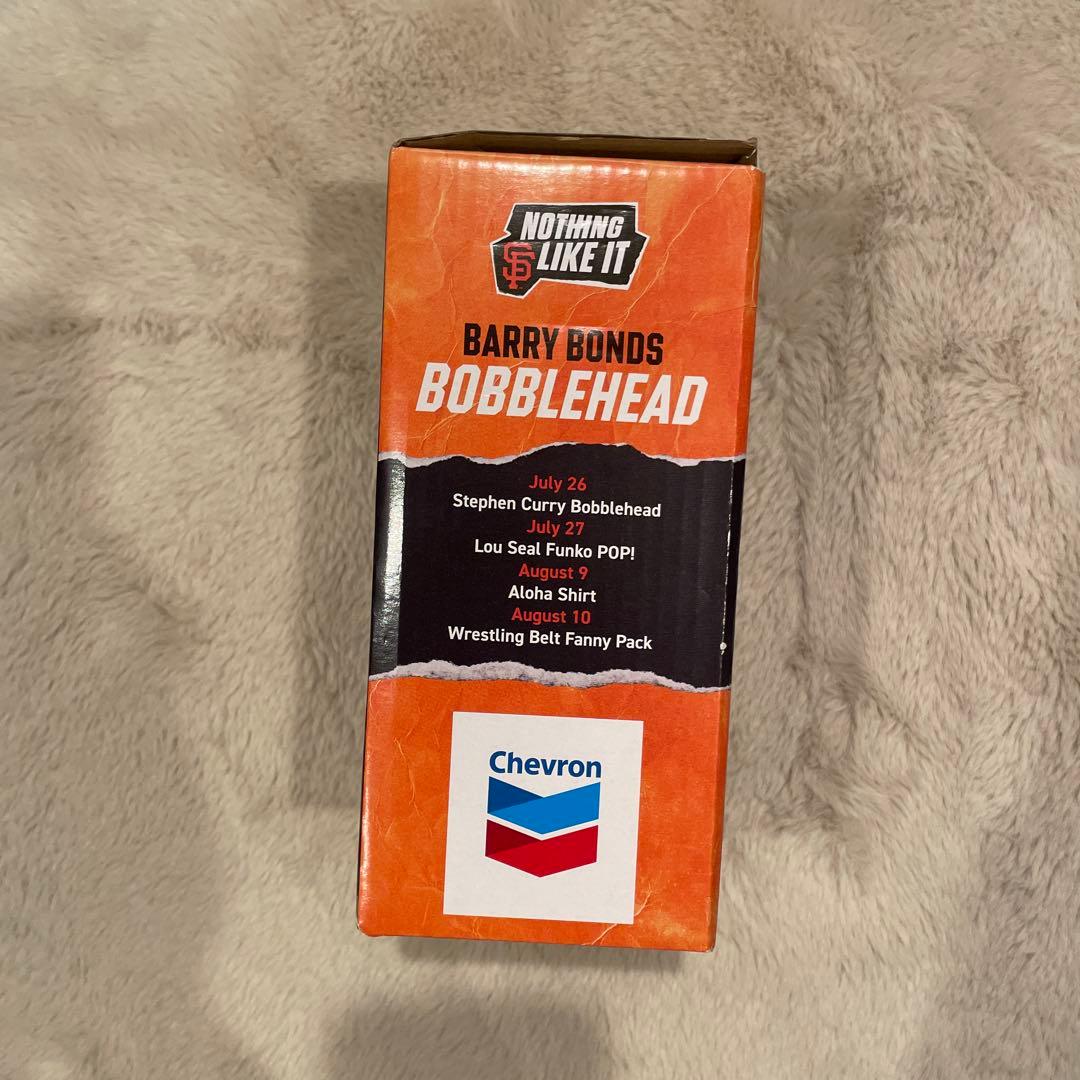 NOTHING
SF LIKE IT
BARRY BONDS
BOBBLEHEAD
July 26
Stephen Curry Bobblehead
July 27
Lou Seal Funko POP!
August 9
Aloha Shirt
August 10
Wrestling Belt Fanny Pack
Chevron